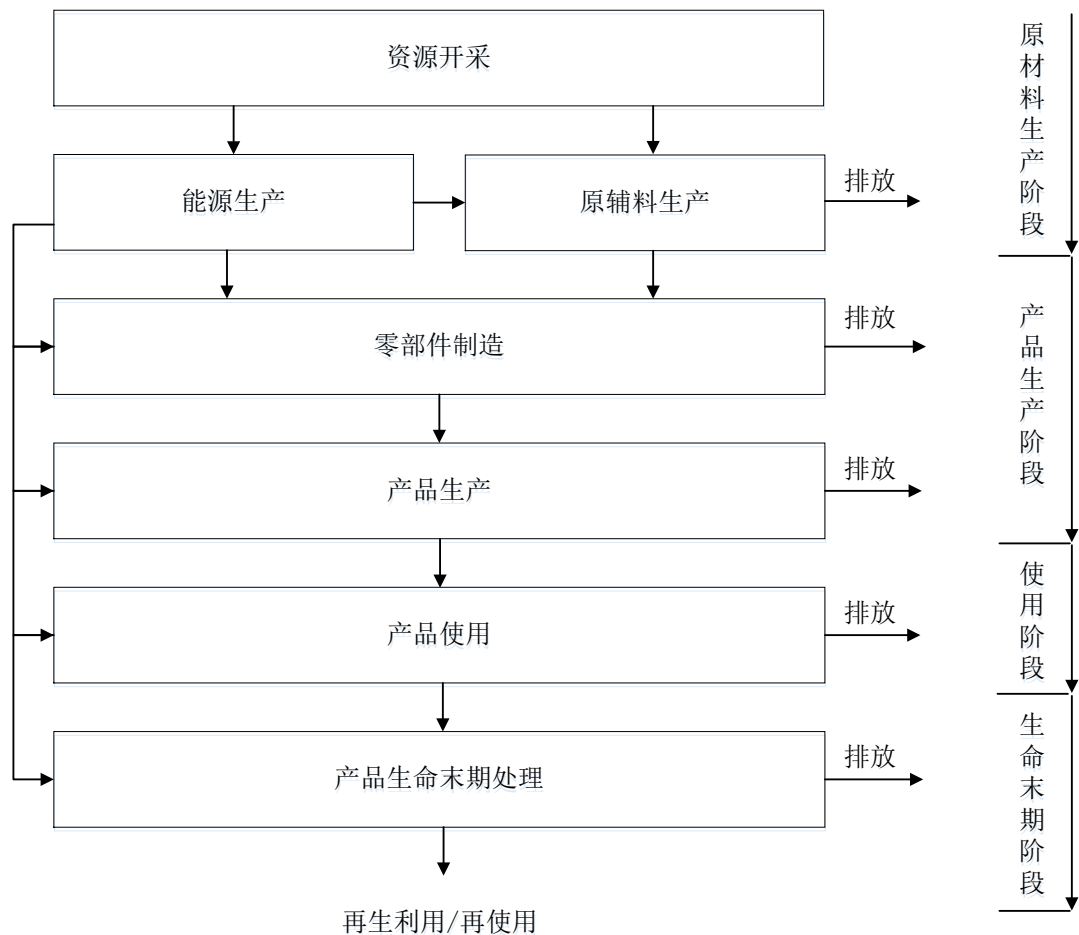 资源开采
能源生产
原辅料生产
排放
零部件制造
排放
产品生产
排放
产品使用
排放
产品生命末期处理
排放
再生利用/再使用
原材料生产阶段
产品生产阶段
使用阶段
生命末期阶段